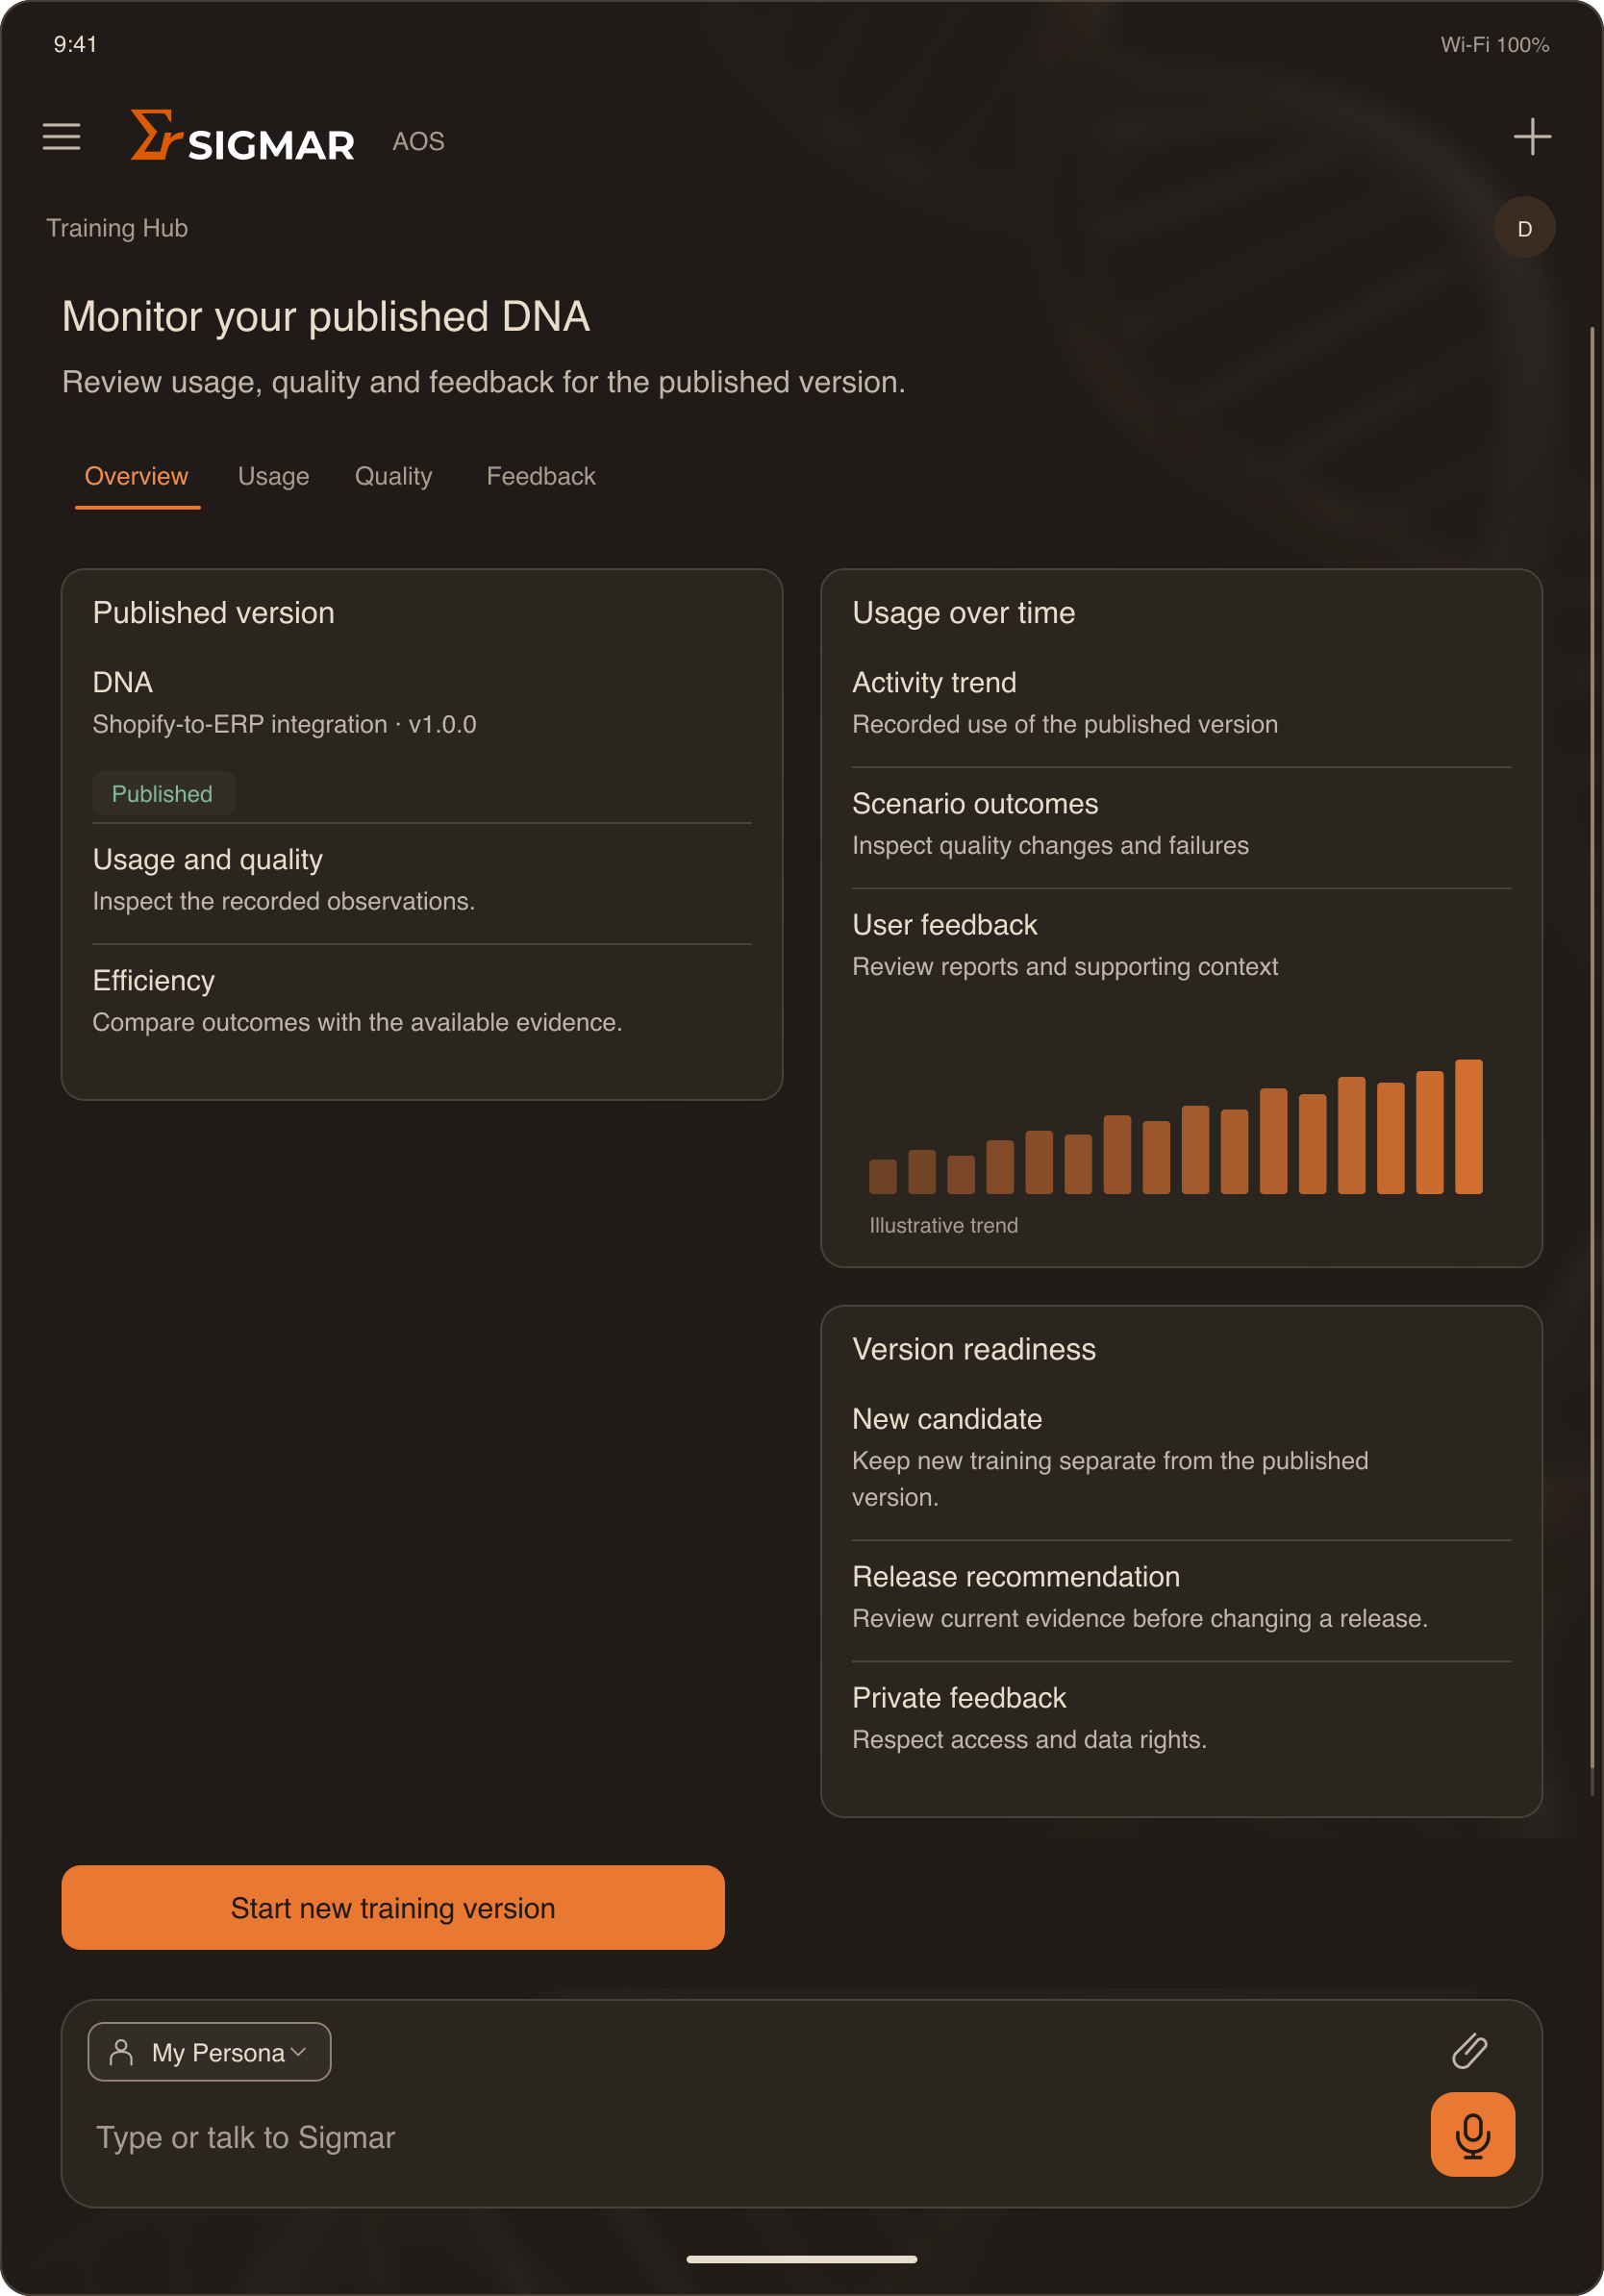 9:41
Wi-Fi 100%
Σr SIGMAR AOS
Training Hub
D
Monitor your published DNA
Review usage, quality and feedback for the published version.
Overview Usage Quality Feedback
Published version
DNA
Shopify-to-ERP integration · v1.0.0
Published
Usage and quality
Inspect the recorded observations.
Efficiency
Compare outcomes with the available evidence.
Usage over time
Activity trend
Recorded use of the published version
Scenario outcomes
Inspect quality changes and failures
User feedback
Review reports and supporting context
Illustrative trend
Version readiness
New candidate
Keep new training separate from the published
version.
Release recommendation
Review current evidence before changing a release.
Private feedback
Respect access and data rights.
Start new training version
My Persona
Type or talk to Sigmar